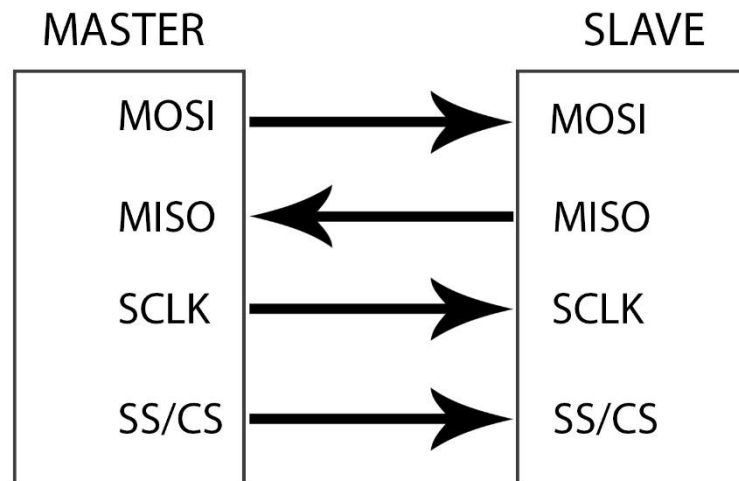 MASTER SLAVE
MOSI MOSI
MISO MISO
SCLK SCLK
SS/CS SS/CS